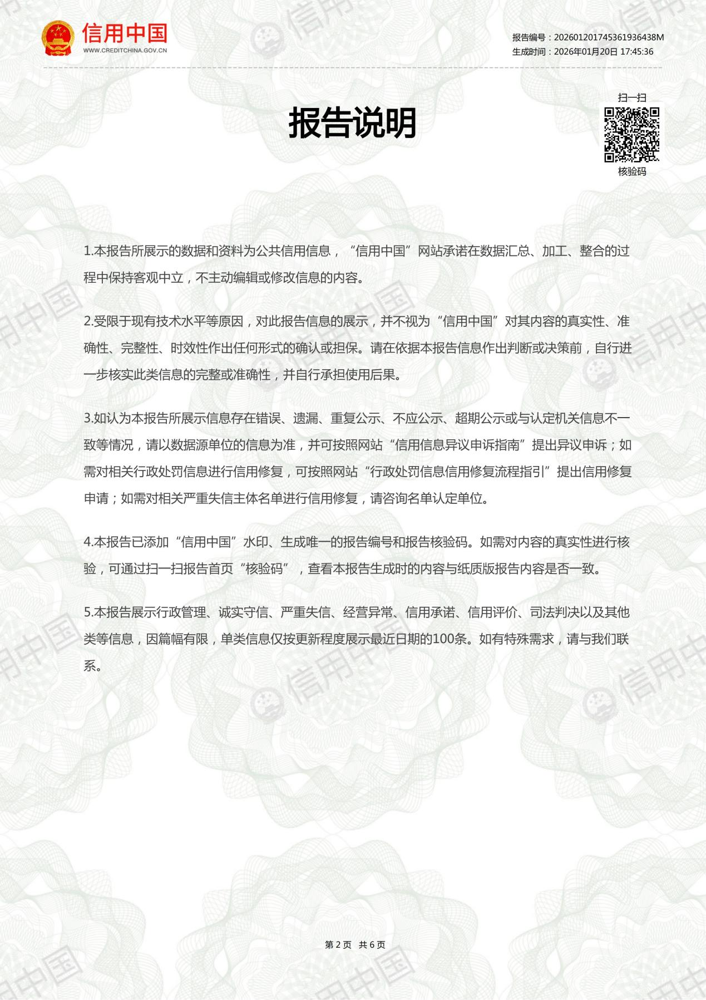 信用中国
WWW.CREDITCHINA.GOV.CN
报告编号：202601201745361936438M
生成时间：2026年01月20日 17:45:36
扫一扫
报告说明
核验码
1.本报告所展示的数据和资料为公共信用信息，“信用中国”网站承诺在数据汇总、加工、整合的过
程中保持客观中立，不主动编辑或修改信息的内容。
2.受限于现有技术水平等原因，对此报告信息的展示，并不视为“信用中国”对其内容的真实性、准
确性、完整性、时效性作出任何形式的确认或担保。请在依据本报告信息作出判断或决策前，自行进
一步核实此类信息的完整或准确性，并自行承担使用后果。
3.如认为本报告所展示信息存在错误、遗漏、重复公示、不应公示、超期公示或与认定机关信息不一
致等情况，请以数据源单位的信息为准，并可按照网站“信用信息异议申诉指南”提出异议申诉；如
需对相关行政处罚信息进行信用修复，可按照网站“行政处罚信息信用修复流程指引”提出信用修复
申请；如需对相关严重失信主体名单进行信用修复，请咨询名单认定单位。
4.本报告已添加“信用中国”水印、生成唯一的报告编号和报告核验码。如需对内容的真实性进行核
验，可通过扫一扫报告首页“核验码”，查看本报告生成时的内容与纸质版报告内容是否一致。
5.本报告展示行政管理、诚实守信、严重失信、经营异常、信用承诺、信用评价、司法判决以及其他
类等信息，因篇幅有限，单类信息仅按更新程度展示最近日期的100条。如有特殊需求，请与我们联
系。
第 2 页 共 6 页